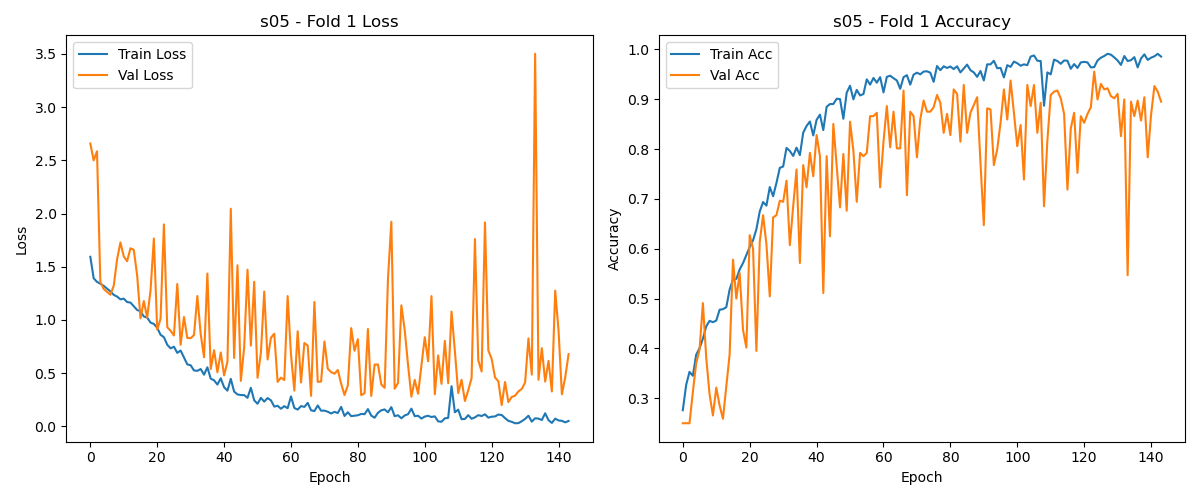 s05 - Fold 1 Loss
Train Loss
Val Loss
3.5
3.0
2.5
2.0
1.5
1.0
0.5
0.0
Loss
0 20 40 60 80 100 120 140
Epoch
s05 - Fold 1 Accuracy
Train Acc
Val Acc
1.0
0.9
0.8
0.7
0.6
0.5
0.4
0.3
Accuracy
0 20 40 60 80 100 120 140
Epoch